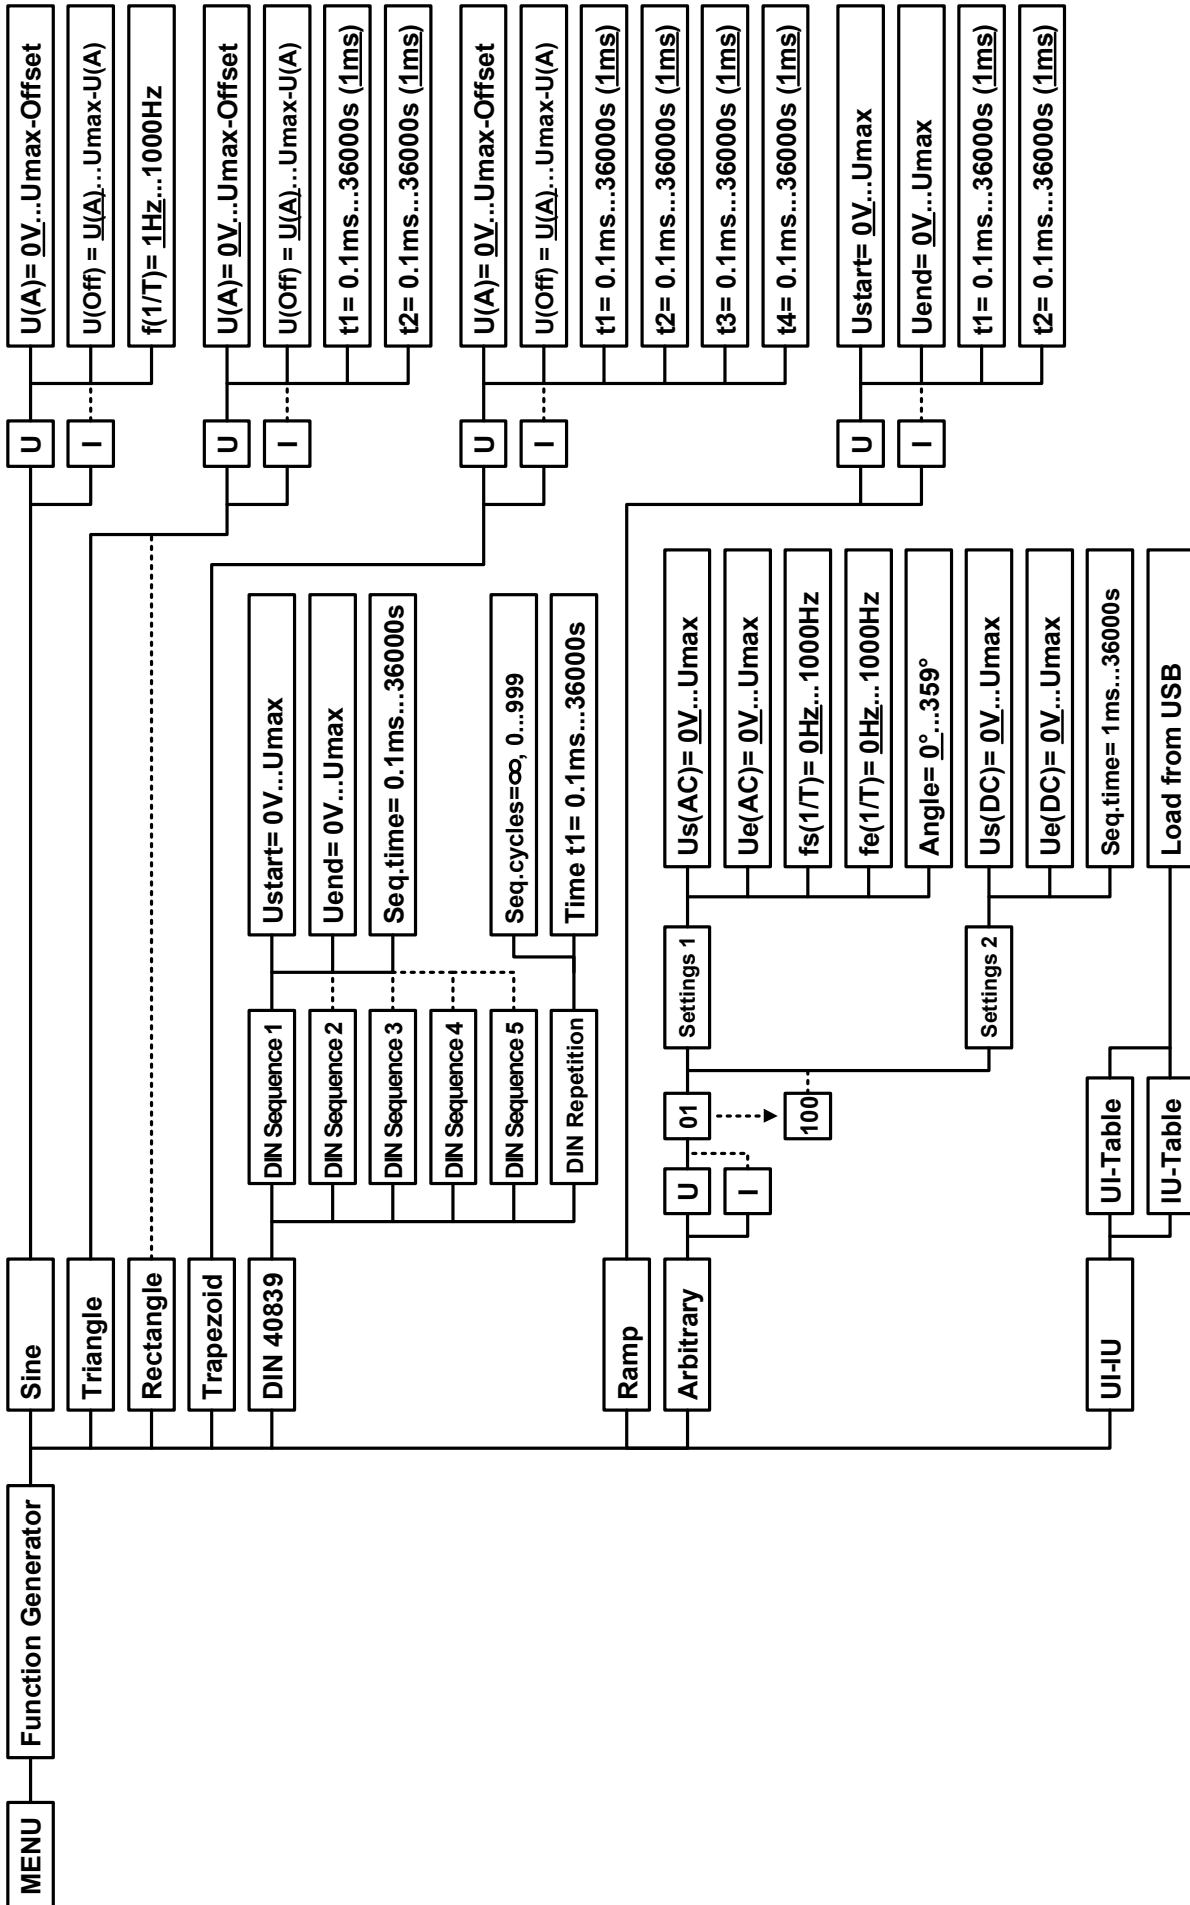 MENU
Function Generator
Sine
U
U(A)= 0V...Umax-Offset
I
U(Off) = U(A)...Umax-U(A)
f(1/T)= 1Hz...1000Hz
Triangle
Rectangle
U
U(A)= 0V...Umax-Offset
I
U(Off) = U(A)...Umax-U(A)
t1= 0.1ms...36000s (1ms)
t2= 0.1ms...36000s (1ms)
Trapezoid
U
U(A)= 0V...Umax-Offset
I
U(Off) = U(A)...Umax-U(A)
t1= 0.1ms...36000s (1ms)
t2= 0.1ms...36000s (1ms)
t3= 0.1ms...36000s (1ms)
t4= 0.1ms...36000s (1ms)
DIN 40839
DIN Sequence 1
Ustart= 0V...Umax
DIN Sequence 2
Uend= 0V...Umax
DIN Sequence 3
Seq.time= 0.1ms...36000s
DIN Sequence 4
DIN Sequence 5
Seq.cycles=∞, 0...999
DIN Repetition
Time t1= 0.1ms...36000s
Ramp
U
Ustart= 0V...Umax
I
Uend= 0V...Umax
t1= 0.1ms...36000s (1ms)
t2= 0.1ms...36000s (1ms)
Arbitrary
U
I
01
100
Settings 1
Us(AC)= 0V...Umax
Ue(AC)= 0V...Umax
fs(1/T)= 0Hz...1000Hz
fe(1/T)= 0Hz...1000Hz
Angle= 0°...359°
Settings 2
Us(DC)= 0V...Umax
Ue(DC)= 0V...Umax
Seq.time= 1ms...36000s
UI-IU
UI-Table
IU-Table
Load from USB